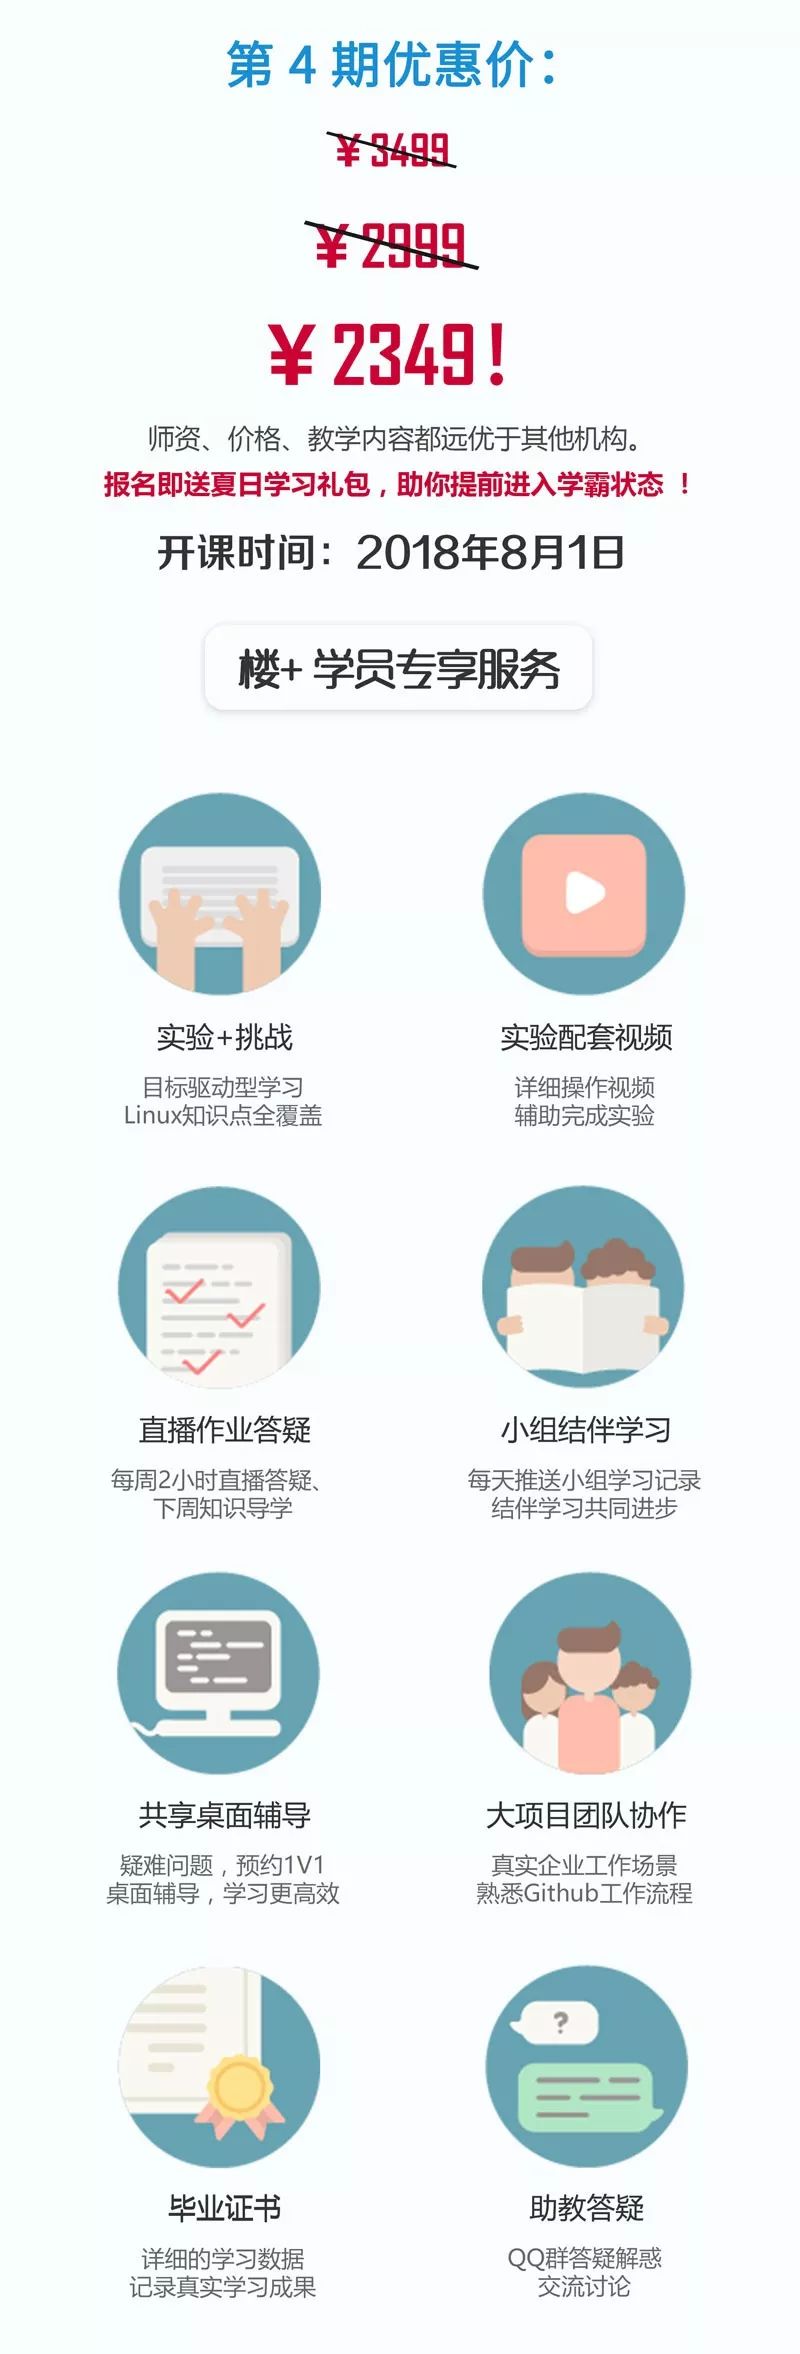 第 4 期优惠价：
¥ 3499
¥ 2999
¥ 2349！
师资、价格、教学内容都远优于其他机构。
报名即送夏日学习礼包，助你提前进入学霸状态 ！
开课时间：2018年8月1日
楼+ 学员专享服务
实验+挑战
目标驱动型学习
Linux知识点全覆盖
实验配套视频
详细操作视频
辅助完成实验
直播作业答疑
每周2小时直播答疑、
下周知识导学
小组结伴学习
每天推送小组学习记录
结伴学习共同进步
共享桌面辅导
疑难问题，预约1V1
桌面辅导，学习更高效
大项目团队协作
真实企业工作场景
熟悉Github工作流程
毕业证书
详细的学习数据
记录真实学习成果
?
助教答疑
QQ群答疑解惑
交流讨论